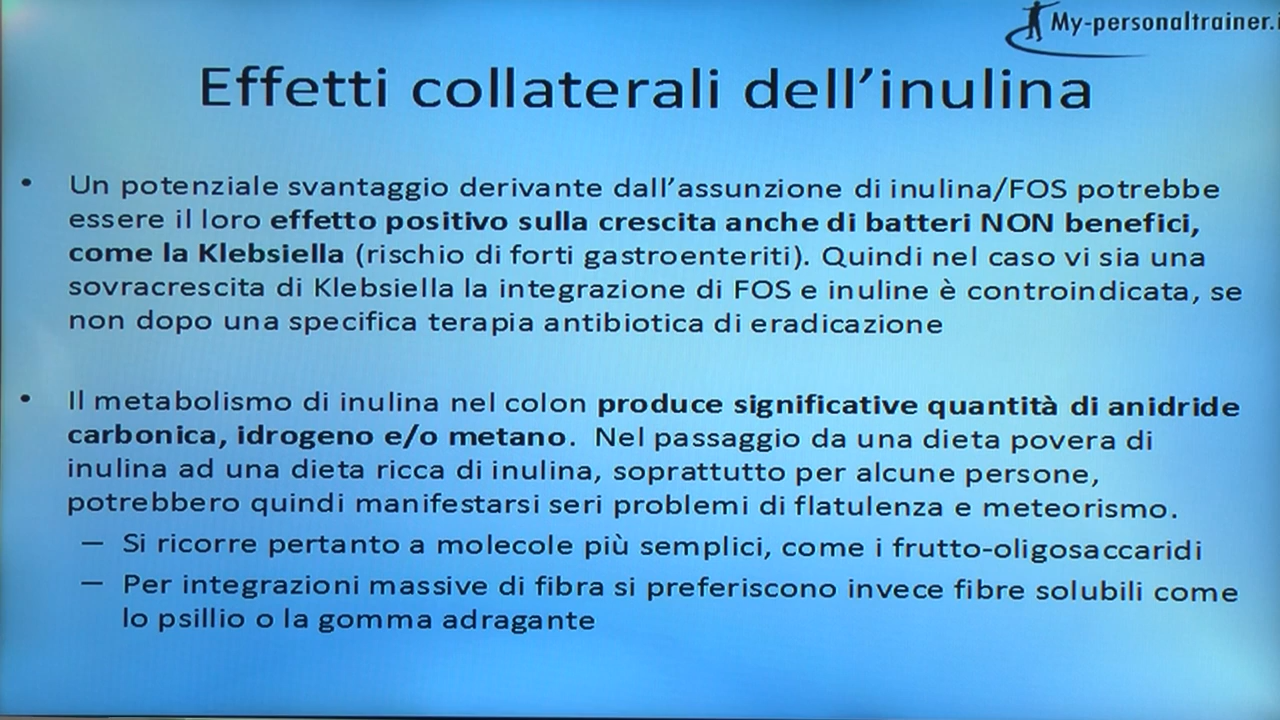 My-personaltrainer.i
Effetti collaterali dell'inulina
• Un potenziale svantaggio derivante dall'assunzione di inulina/FOS potrebbe
essere il loro effetto positivo sulla crescita anche di batteri NON benefici,
come la Klebsiella (rischio di forti gastroenteriti). Quindi nel caso vi sia una
sovracrescita di Klebsiella la integrazione di FOS e inuline è controindicata, se
non dopo una specifica terapia antibiotica di eradicazione
• Il metabolismo di inulina nel colon produce significative quantità di anidride
carbonica, idrogeno e/o metano. Nel passaggio da una dieta povera di
inulina ad una dieta ricca di inulina, soprattutto per alcune persone,
potrebbero quindi manifestarsi seri problemi di flatulenza e meteorismo.
– Si ricorre pertanto a molecole più semplici, come i frutto-oligosaccaridi
– Per integrazioni massive di fibra si preferiscono invece fibre solubili come
lo psillio o la gomma adragante